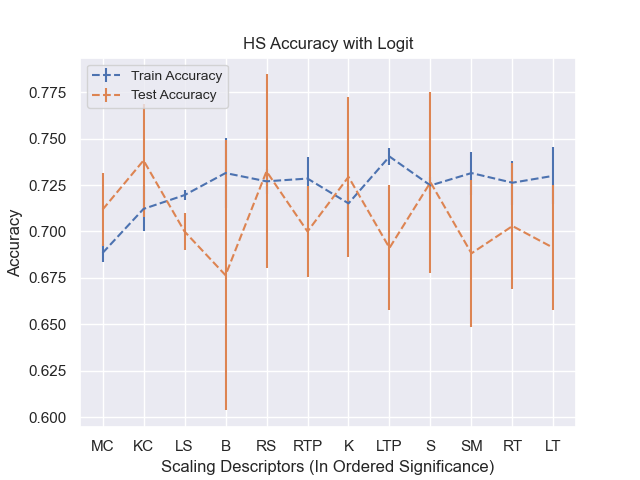 HS Accuracy with Logit
Train Accuracy
Test Accuracy
0.775
0.750
0.725
0.700
0.675
0.650
0.625
0.600
Accuracy
MC KC LS B RS RTP K LTP S SM RT LT
Scaling Descriptors (In Ordered Significance)